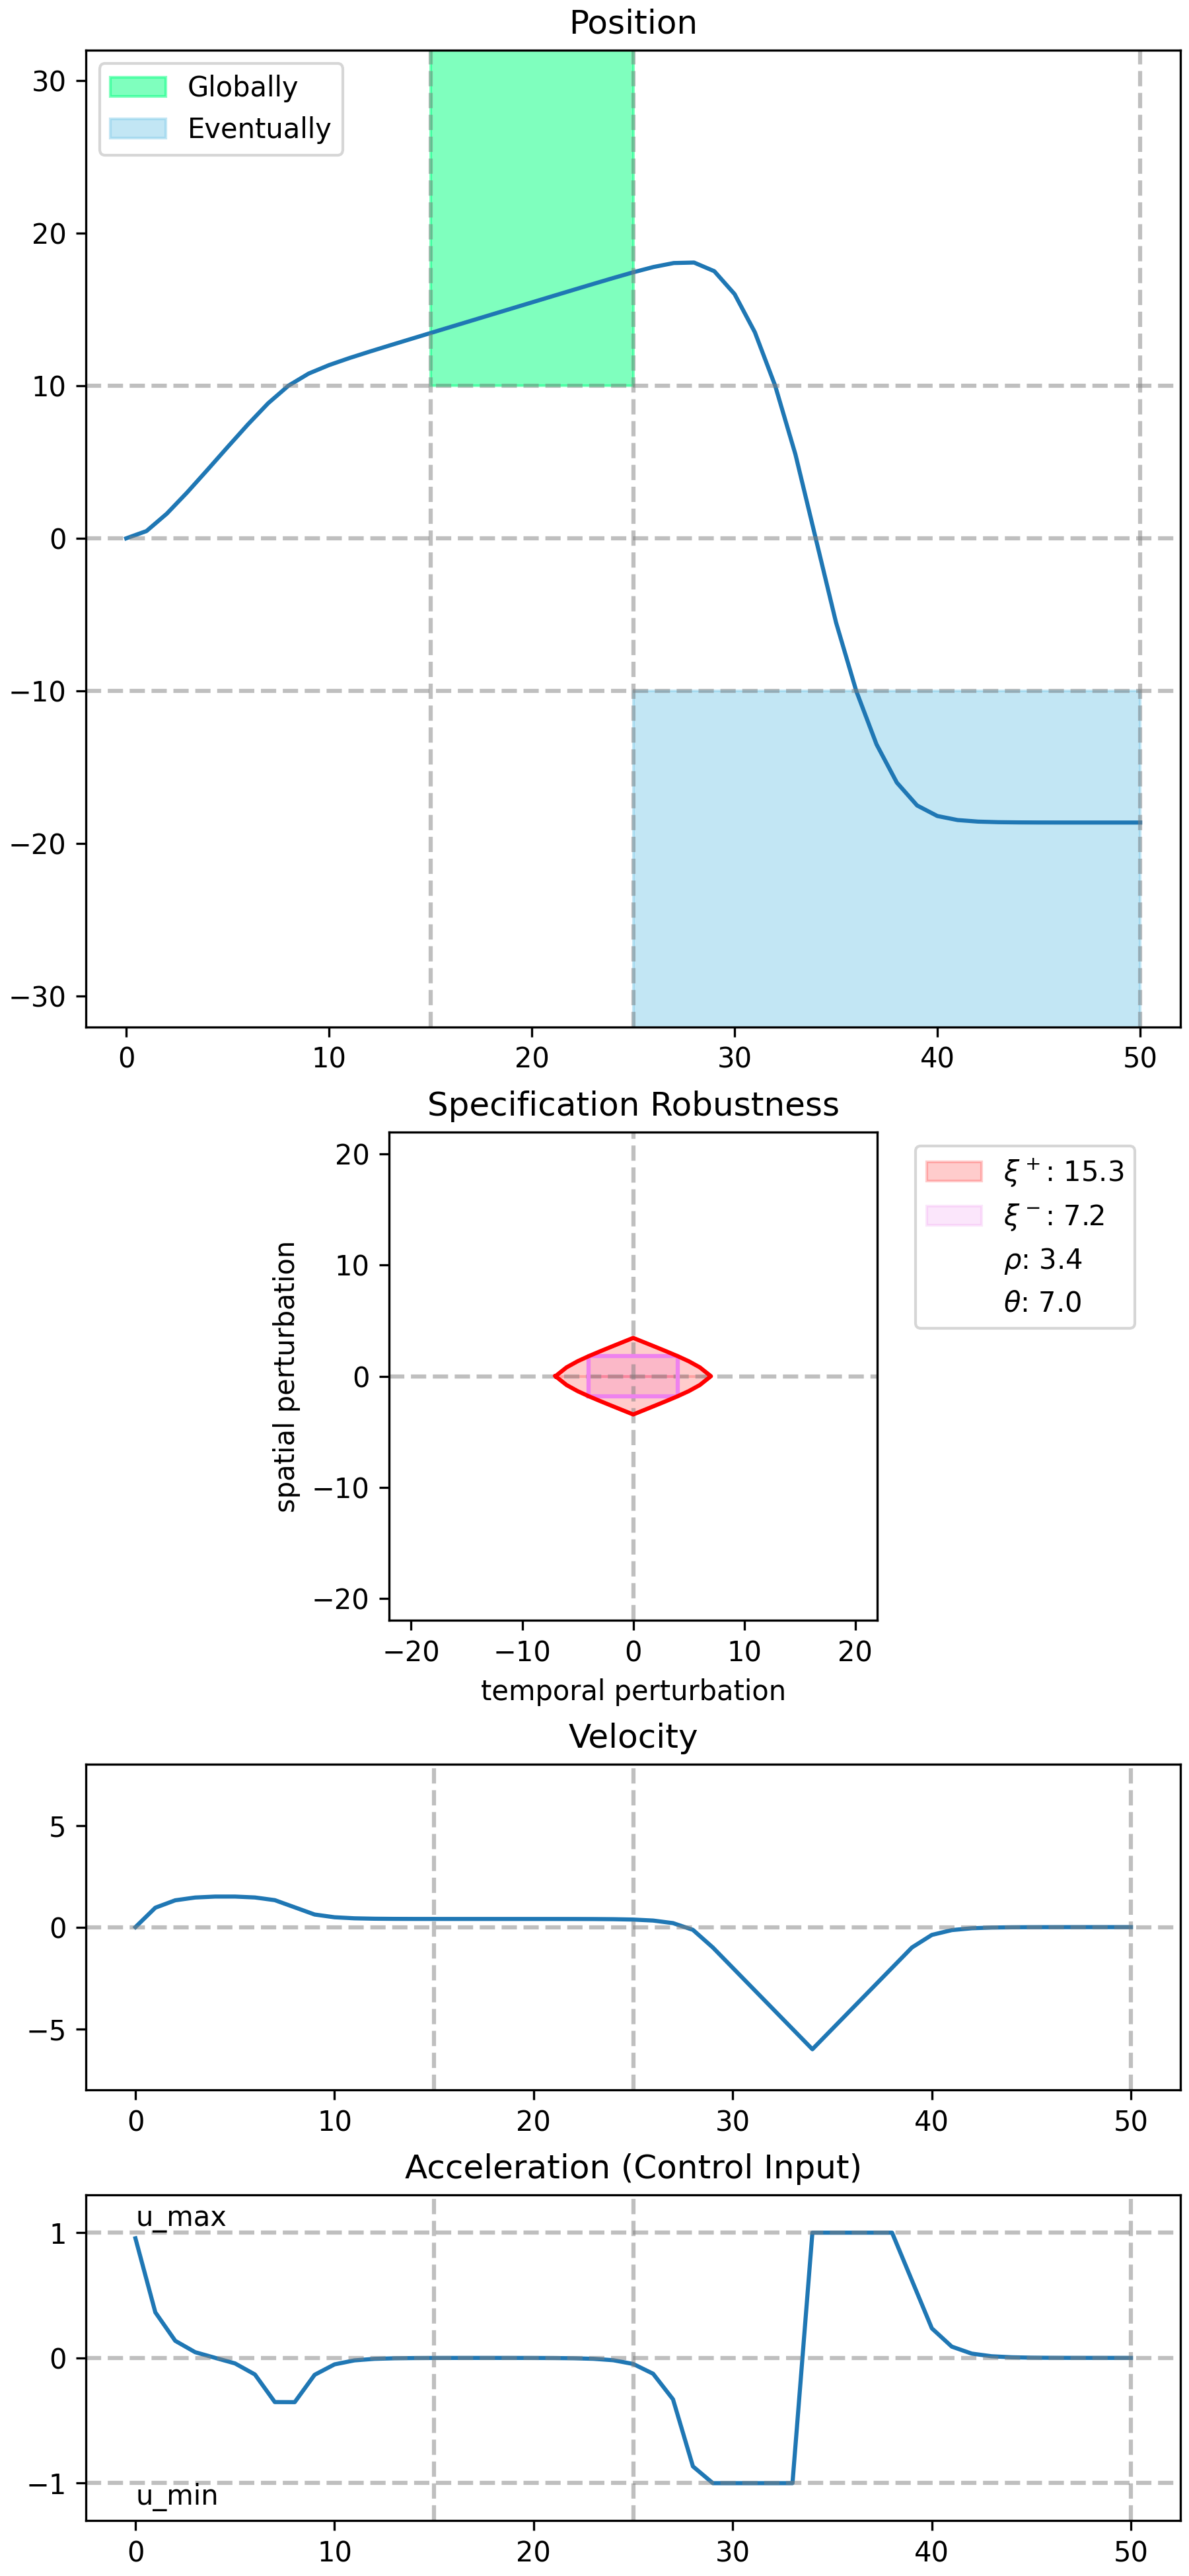 Position
30
20
10
0
−10
−20
−30
Globally
Eventually
0 10 20 30 40 50
Specification Robustness
20
10
0
−10
−20
spatial perturbation
ξ⁺: 15.3
ξ⁻: 7.2
ρ: 3.4
θ: 7.0
−20 −10 0 10 20
temporal perturbation
Velocity
5
0
−5
0 10 20 30 40 50
Acceleration (Control Input)
u_max
1
0
−1
u_min
0 10 20 30 40 50